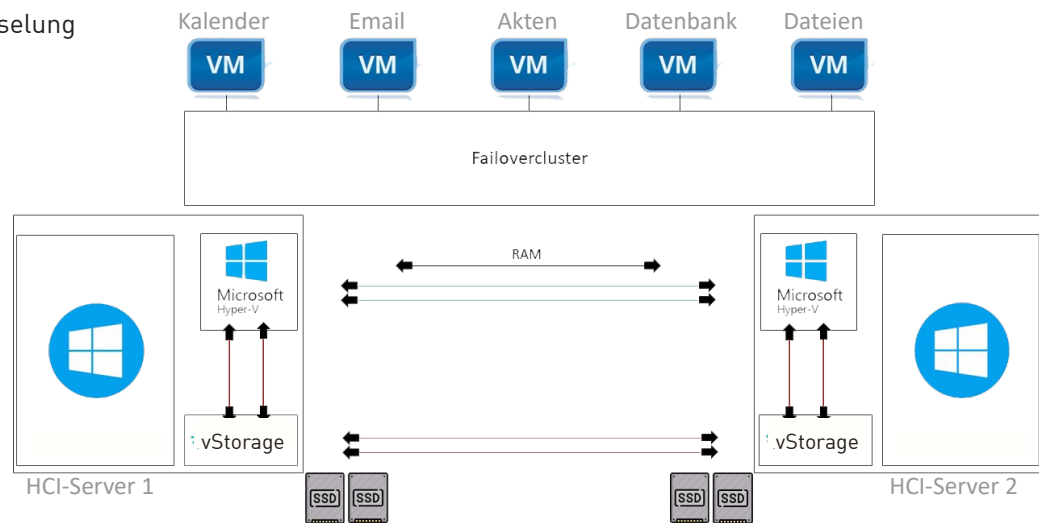 selung
Kalender Email Akten Datenbank Dateien
VM VM VM VM VM
Failovercluster
RAM
Microsoft
Hyper-V
Microsoft
Hyper-V
vStorage
vStorage
HCI-Server 1
SSD SSD
SSD SSD
HCI-Server 2